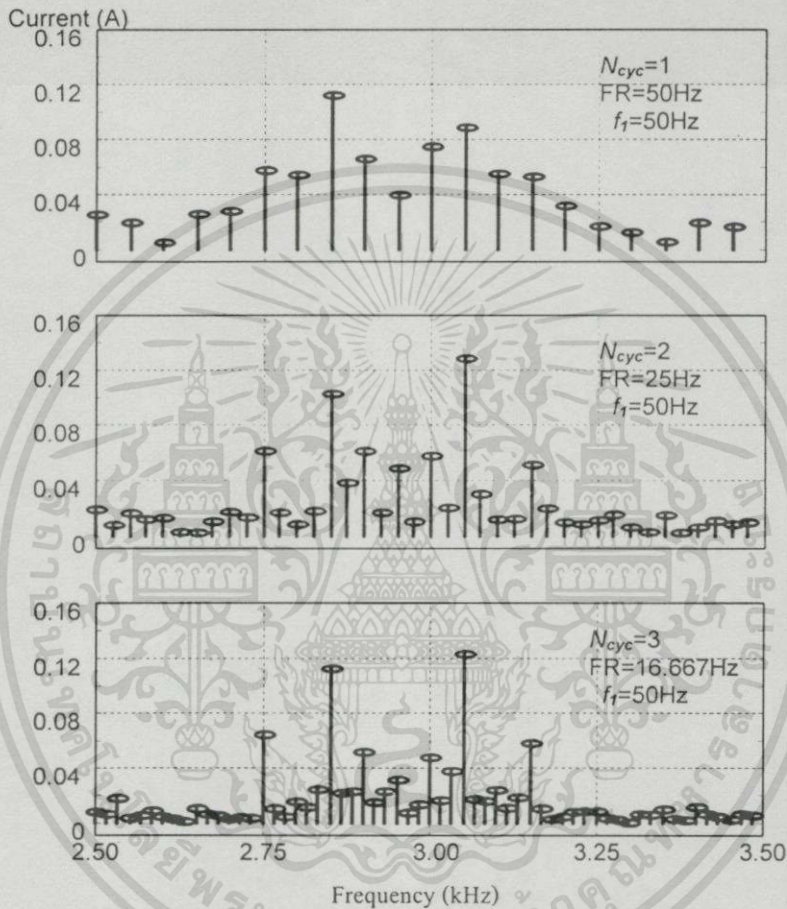 Current (A)
0.16
0.12
0.08
0.04
0
N_cyc=1
FR=50Hz
f_1=50Hz
0.16
0.12
0.08
0.04
0
N_cyc=2
FR=25Hz
f_1=50Hz
0.16
0.12
0.08
0.04
0
N_cyc=3
FR=16.667Hz
f_1=50Hz
2.50 2.75 3.00 3.25 3.50
Frequency (kHz)